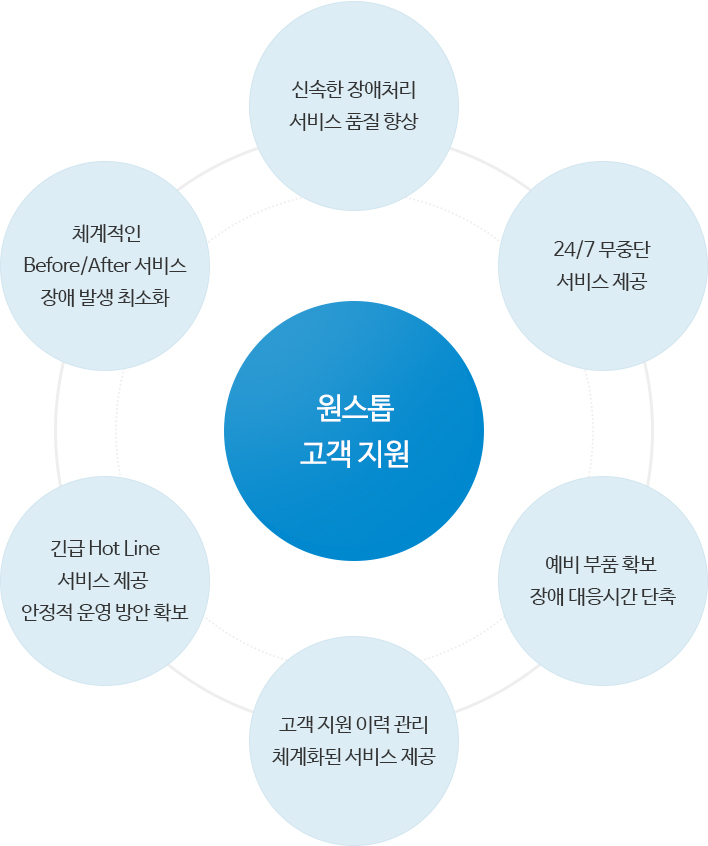 신속한 장애처리
서비스 품질 향상
체계적인
Before/After 서비스
장애 발생 최소화
24/7 무중단
서비스 제공
원스톱
고객 지원
긴급 Hot Line
서비스 제공
안정적 운영 방안 확보
예비 부품 확보
장애 대응시간 단축
고객 지원 이력 관리
체계화된 서비스 제공